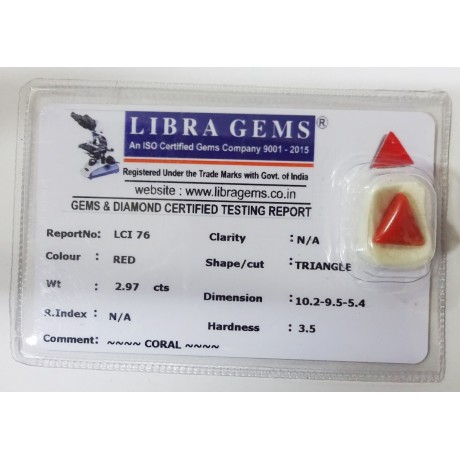 LIBRA GEMS®
An ISO Certified Gems Company 9001 - 2015
Registered Under the Trade Marks with Govt. of India
website : www.libragems.co.in
GEMS & DIAMOND CERTIFIED TESTING REPORT
ReportNo: LCI 76
Clarity : N/A
Colour : RED
Shape/cut : TRIANGLE
Wt : 2.97 cts
Dimension : 10.2-9.5-5.4
S.Index : N/A
Hardness : 3.5
Comment: ~~~~ CORAL ~~~~